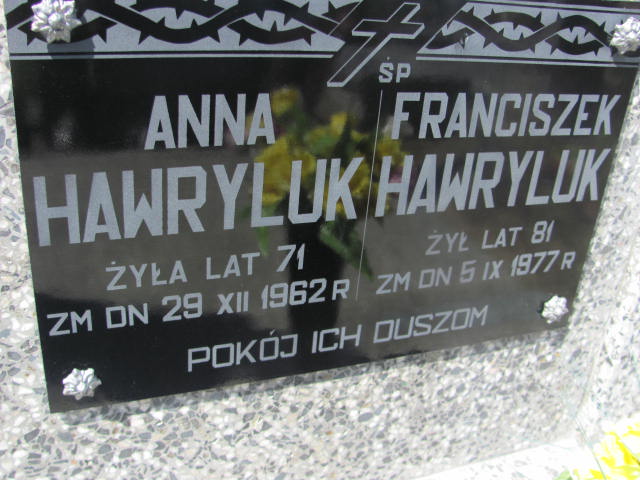 ŚP
ANNA
HAWRYLUK
ŻYŁA LAT 71
ZM DN 29 XII 1962 R
FRANCISZEK
HAWRYLUK
ŻYŁ LAT 81
ZM DN 5 IX 1977 R
POKÓJ ICH DUSZOM